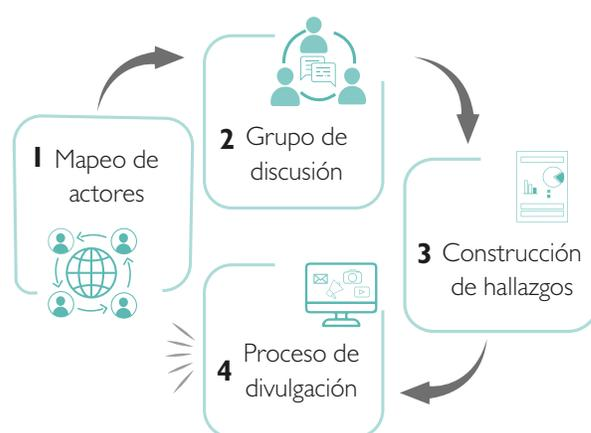 1 Mapeo de
actores
2 Grupo de
discusión
3 Construcción
de hallazgos
4 Proceso de
divulgación